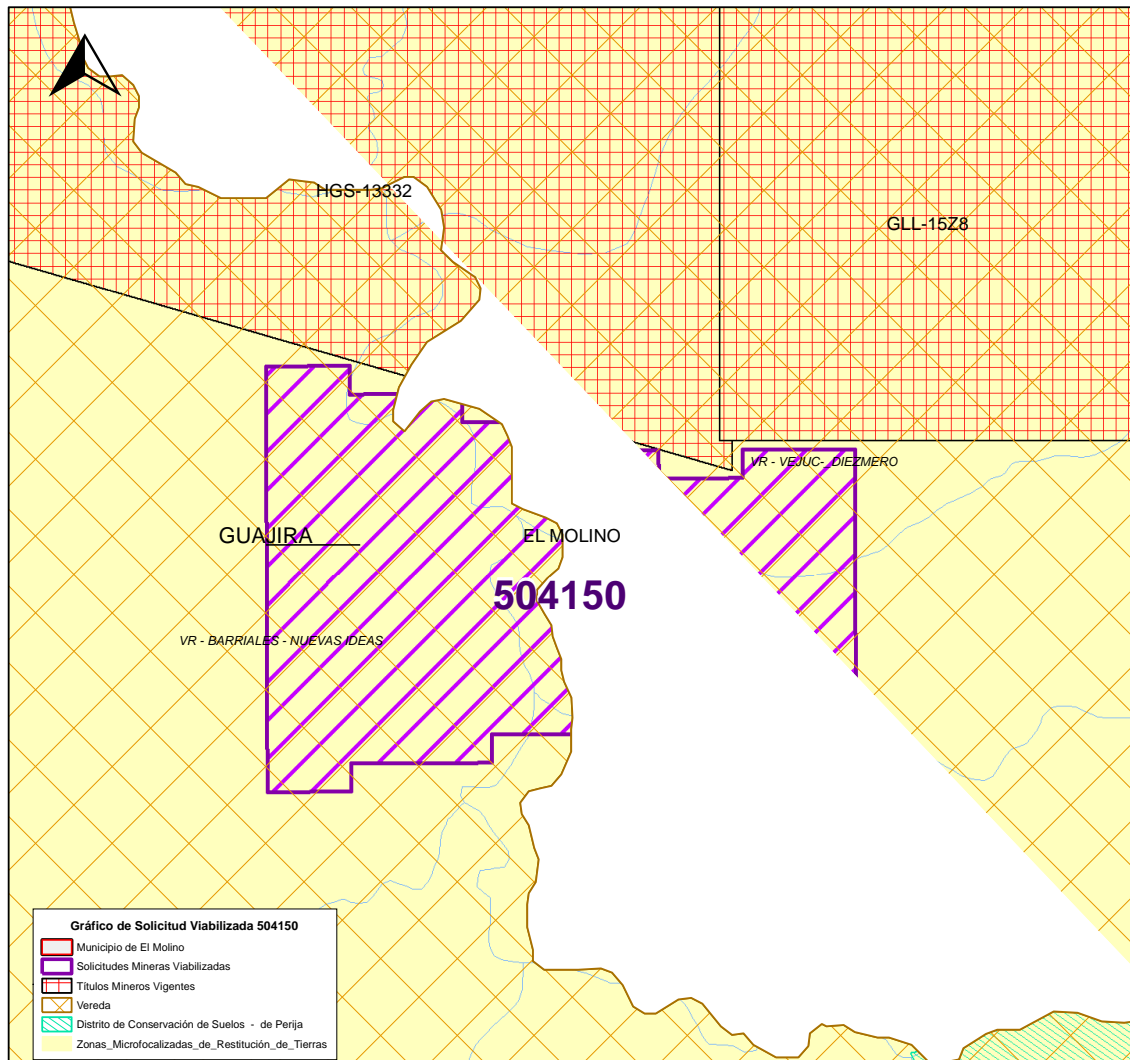 HGS-13332
GLL-15Z8
VR - VEJUC- DIEZMERO
GUAJIRA
EL MOLINO
504150
VR - BARRIALES - NUEVAS IDEAS
Gráfico de Solicitud Viabilizada 504150
Municipio de El Molino
Solicitudes Mineras Viabilizadas
Títulos Mineros Vigentes
Vereda
Distrito de Conservación de Suelos - de Perija
Zonas_Microfocalizadas_de_Restitución_de_Tierras